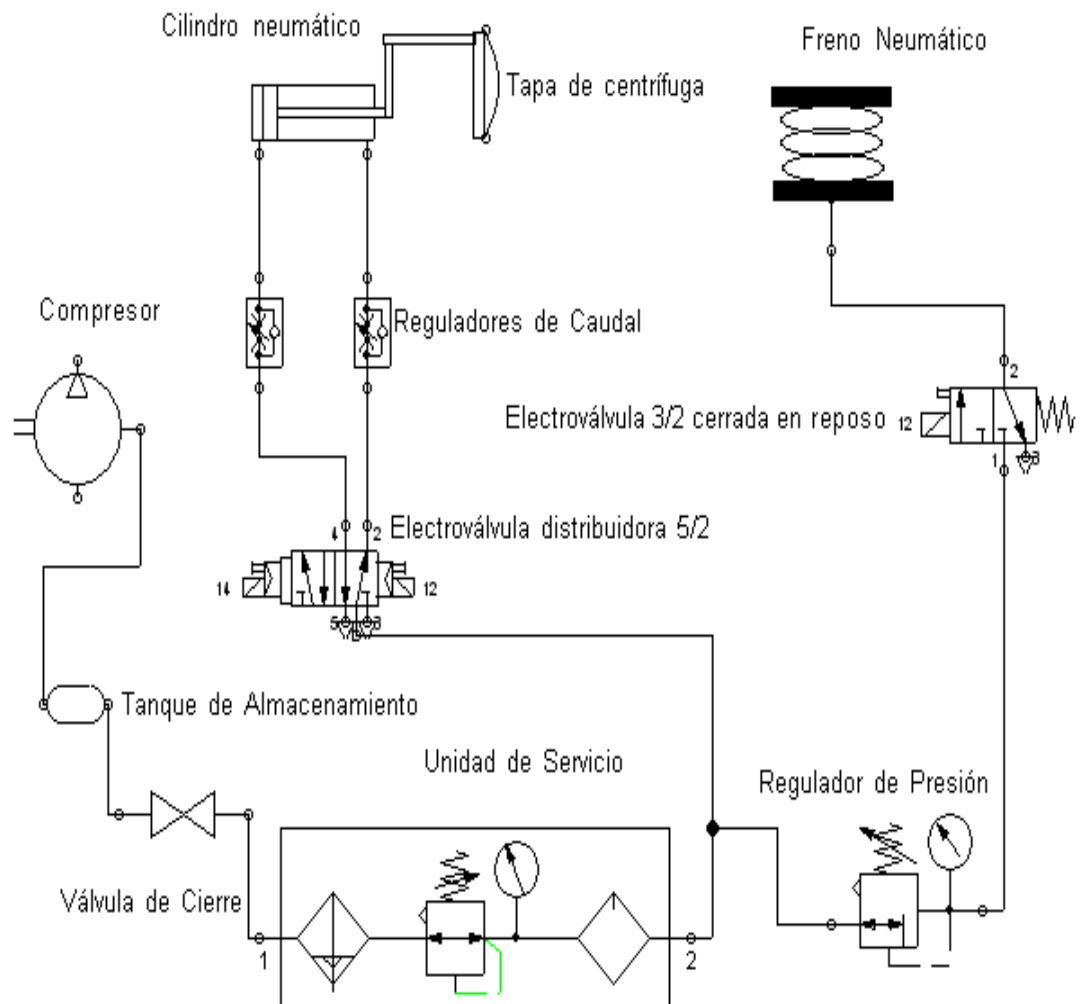 Cilindro neumático
Freno Neumático
Tapa de centrífuga
Compresor
Reguladores de Caudal
2
Electroválvula 3/2 cerrada en reposo
12
1
3
4
2
Electroválvula distribuidora 5/2
14
12
5
3
Tanque de Almacenamiento
Unidad de Servicio
Regulador de Presión
Válvula de Cierre
1
2